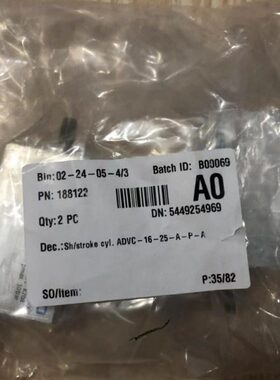 Bin:02-24-05-4/3 Batch ID: B00069
PN: 188122
A0
Qty:2 PC
DN: 5449254969
Dec.:Sh/stroke cyl. ADVC-16-25-A-P-A
SO/Item:
P:35/82